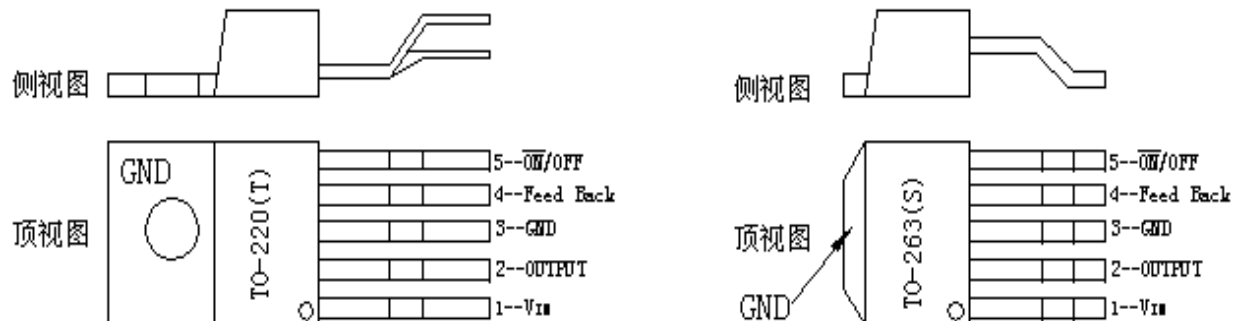 侧视图
GND
TO-220(T)
顶视图
5--ON/OFF
4--Feed Back
3--GND
2--OUTPUT
1--VIN
侧视图
顶视图
GND
TO-263(S)
5--ON/OFF
4--Feed Back
3--GND
2--OUTPUT
1--VIN